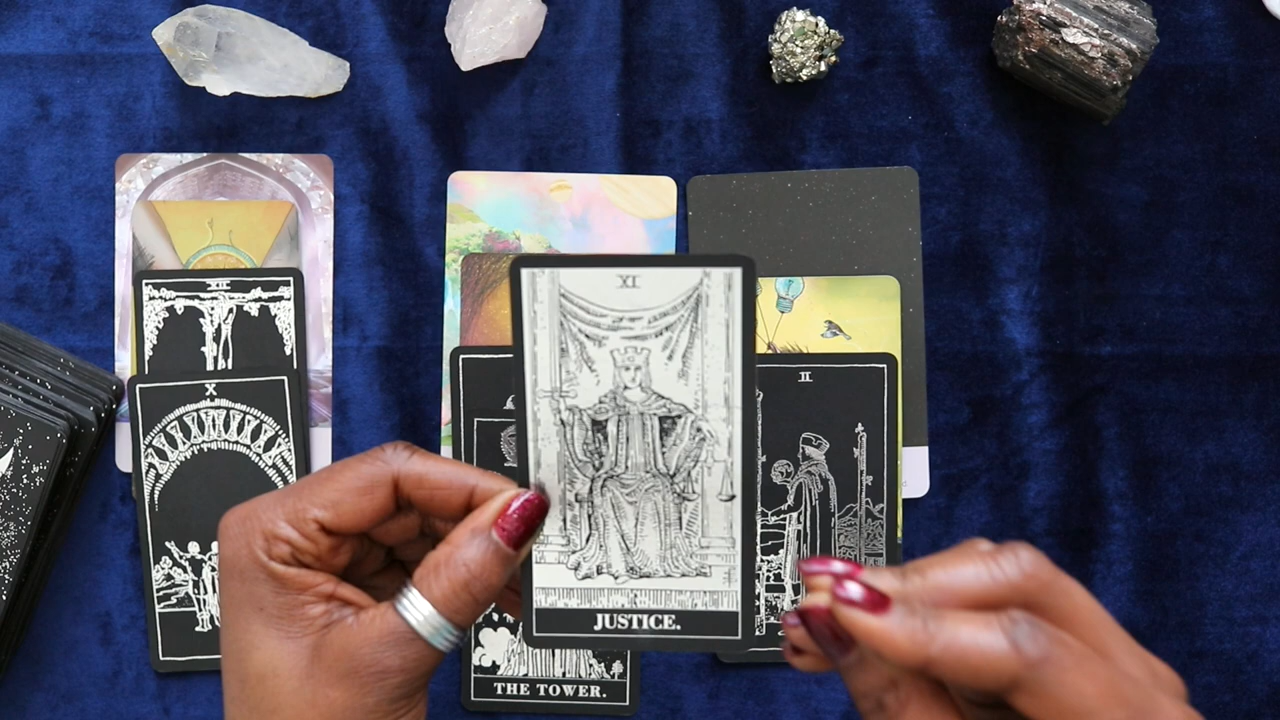 XI
XII
X
II
JUSTICE.
THE TOWER.